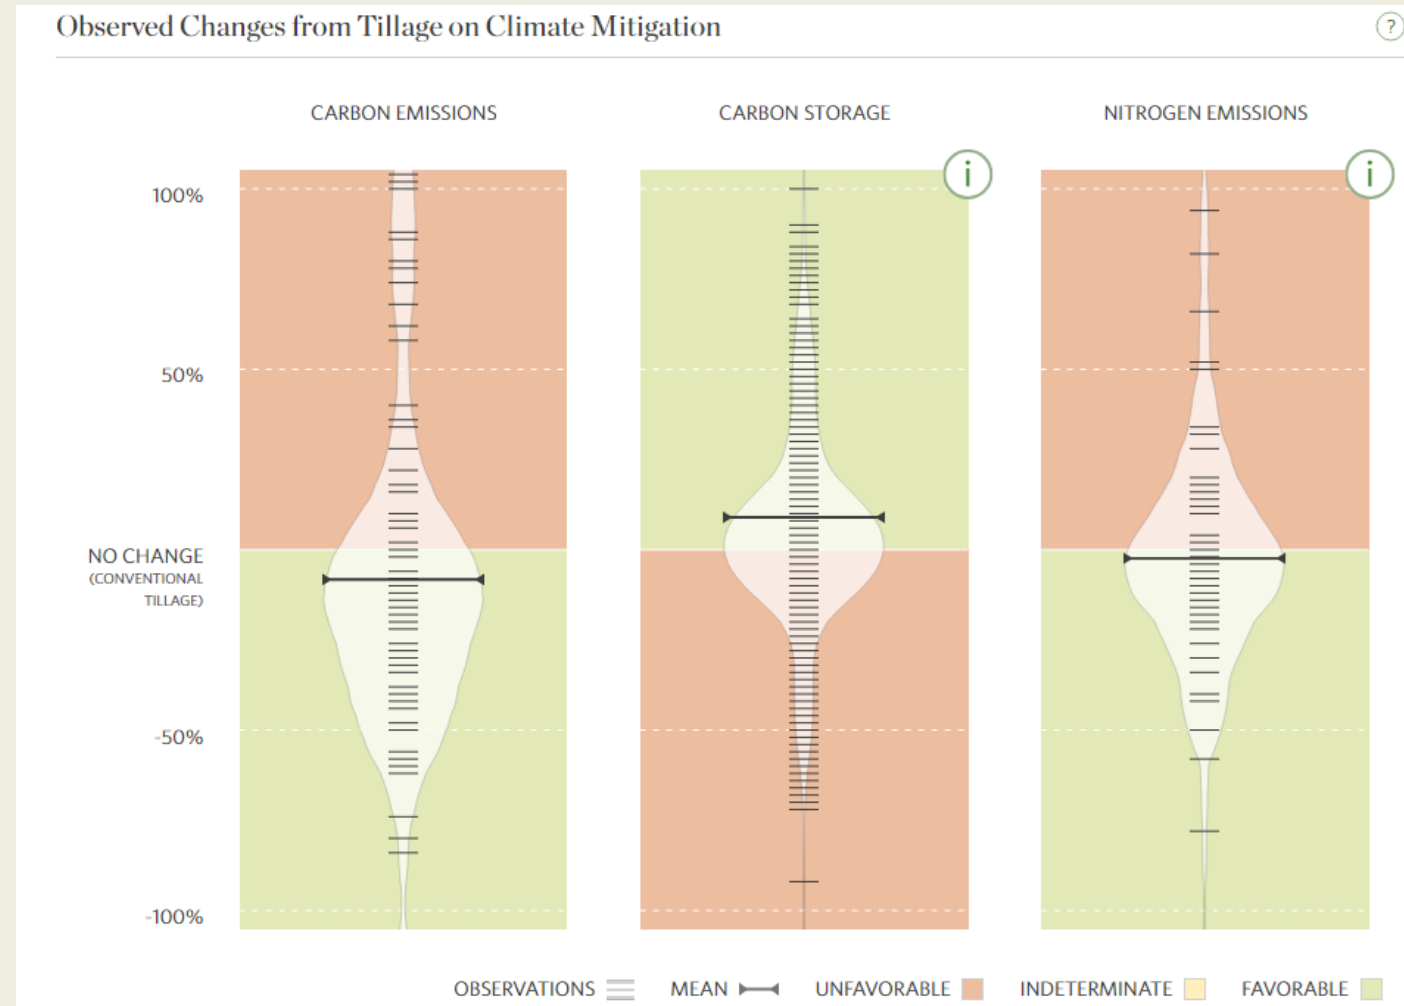 Observed Changes from Tillage on Climate Mitigation
?
CARBON EMISSIONS
CARBON STORAGE
NITROGEN EMISSIONS
i
i
100%
50%
NO CHANGE
(CONVENTIONAL
TILLAGE)
-50%
-100%
OBSERVATIONS
MEAN
UNFAVORABLE
INDETERMINATE
FAVORABLE